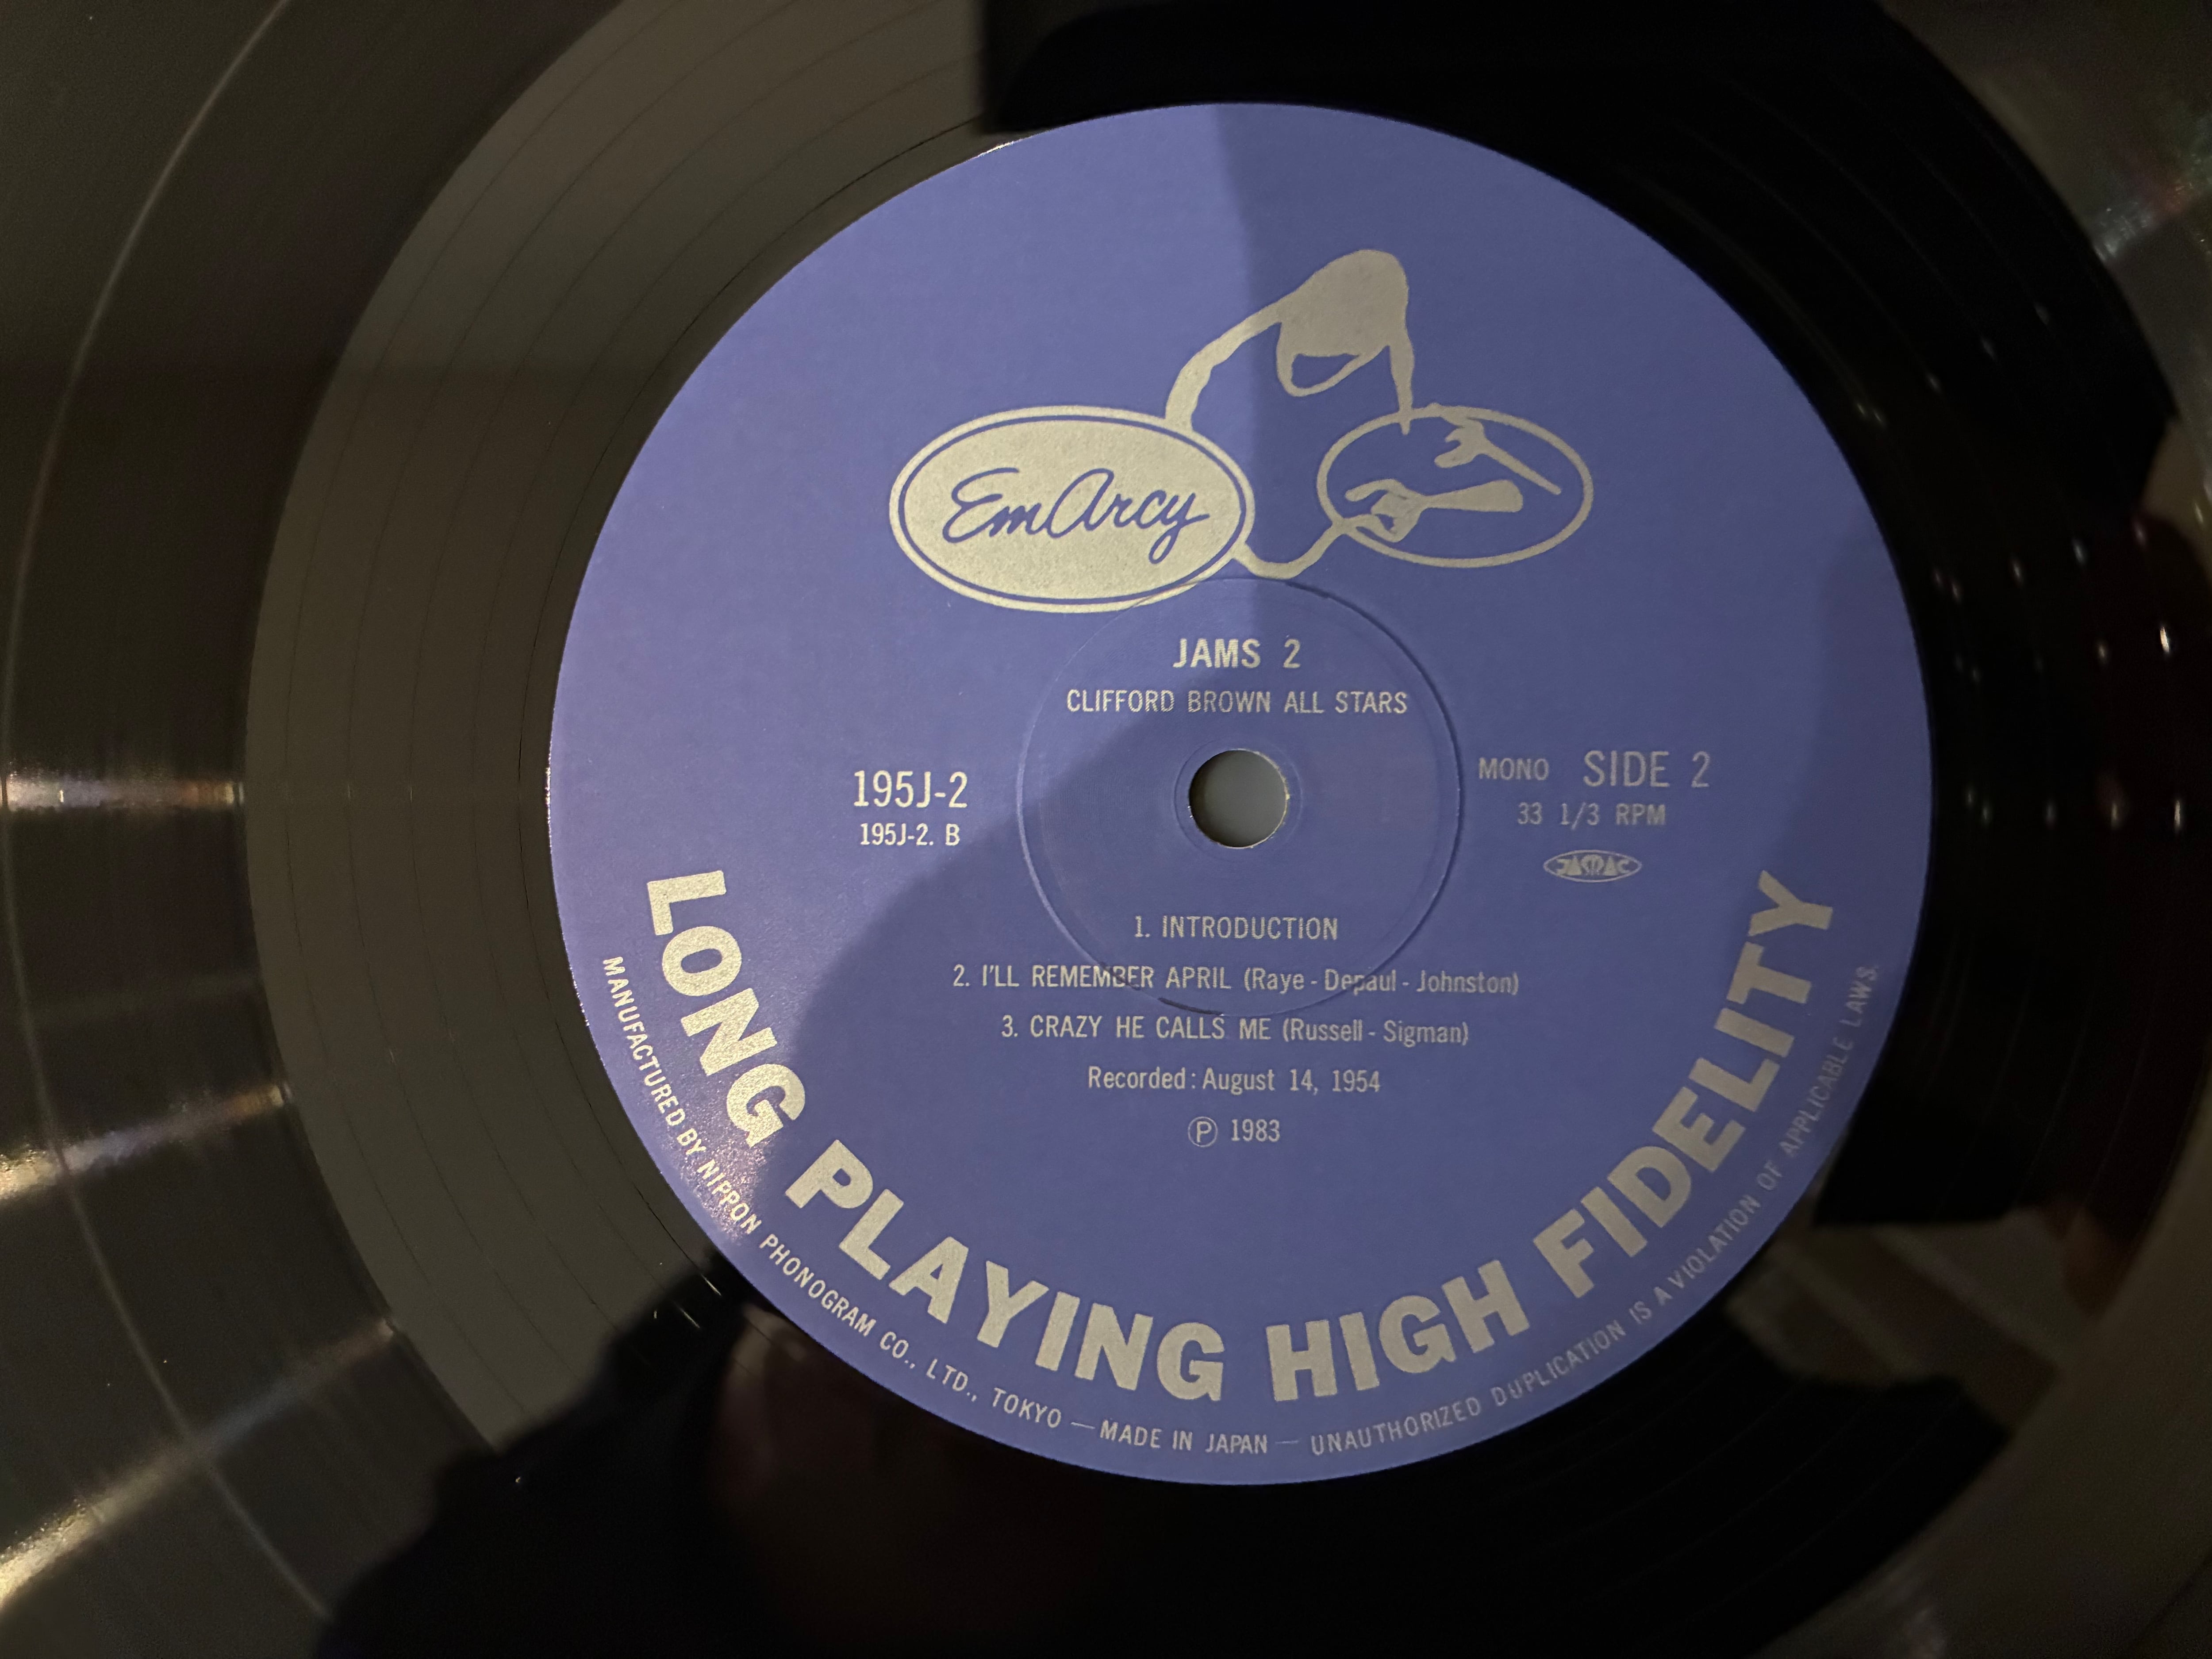 EmArcy
JAMS 2
CLIFFORD BROWN ALL STARS
195J-2
195J-2. B
MONO SIDE 2
33 1/3 RPM
JASRAC
1. INTRODUCTION
2. I'LL REMEMBER APRIL (Raye - Depaul - Johnston)
3. CRAZY HE CALLS ME (Russell - Sigman)
Recorded: August 14, 1954
Ⓟ 1983
LONG PLAYING HIGH FIDELITY
MANUFACTURED BY NIPPON PHONOGRAM CO., LTD., TOKYO — MADE IN JAPAN — UNAUTHORIZED DUPLICATION IS A VIOLATION OF APPLICABLE LAWS.